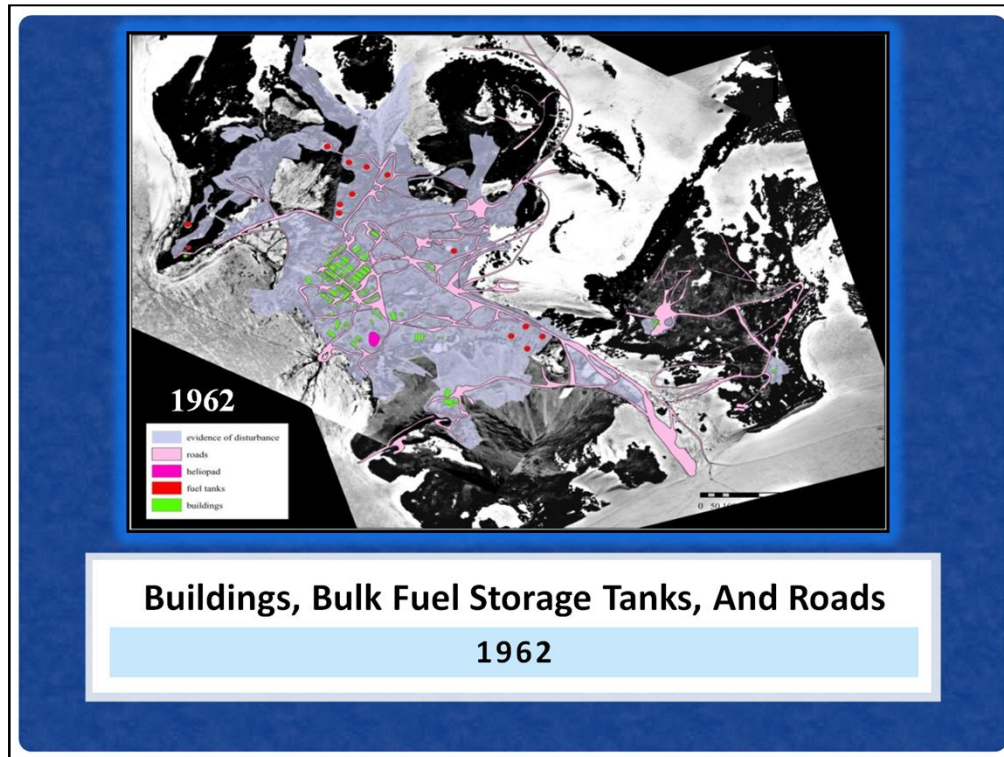 1962
evidence of disturbance
roads
heliopad
fuel tanks
buildings
0 50
Buildings, Bulk Fuel Storage Tanks, And Roads
1962